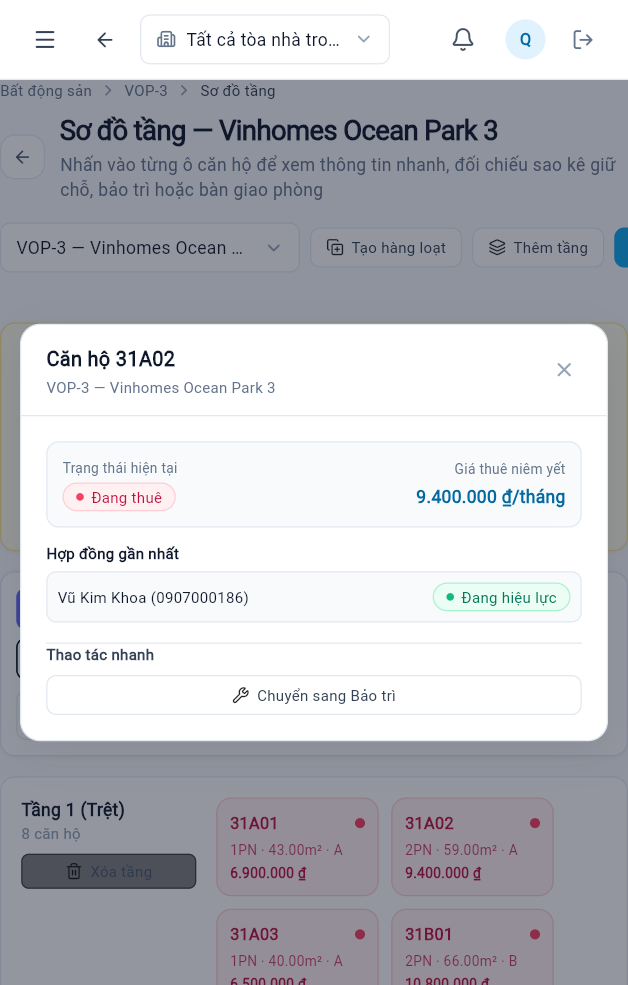 Tất cả tòa nhà tro...
Q
Bất động sản > VOP-3 > Sơ đồ tầng
Sơ đồ tầng — Vinhomes Ocean Park 3
Nhấn vào từng ô căn hộ để xem thông tin nhanh, đối chiếu sao kê giữ
chỗ, bảo trì hoặc bàn giao phòng
VOP-3 — Vinhomes Ocean ...
Tạo hàng loạt
Thêm tầng
Căn hộ 31A02
VOP-3 — Vinhomes Ocean Park 3
Trạng thái hiện tại
Giá thuê niêm yết
Đang thuê
9.400.000 ₫/tháng
Hợp đồng gần nhất
Vũ Kim Khoa (0907000186)
Đang hiệu lực
Thao tác nhanh
Chuyển sang Bảo trì
Tầng 1 (Trệt)
8 căn hộ
Xóa tầng
31A01
1PN · 43.00m² · A
6.900.000 ₫
31A02
2PN · 59.00m² · A
9.400.000 ₫
31A03
1PN · 40.00m² · A
6.500.000 ₫
31B01
2PN · 66.00m² · B
10.800.000 ₫